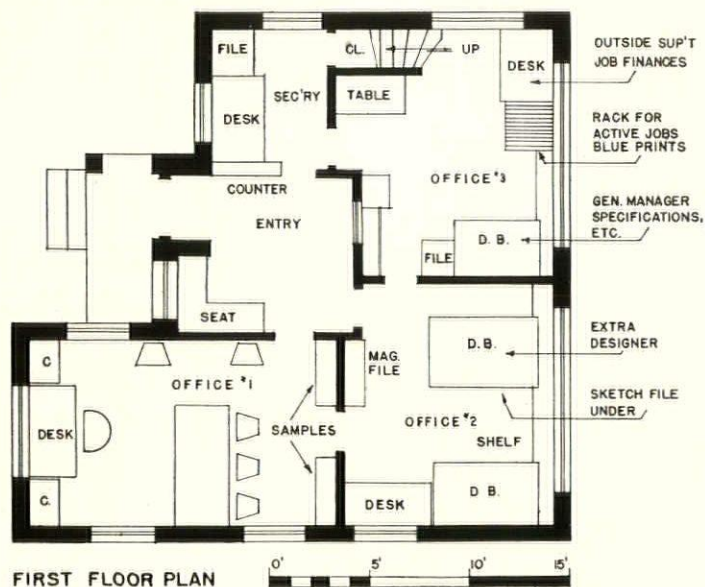 FILE
CL.
UP
DESK
OUTSIDE SUP'T
JOB FINANCES
SEC'RY
TABLE
DESK
RACK FOR
ACTIVE JOBS
BLUE PRINTS
OFFICE #3
COUNTER
ENTRY
GEN. MANAGER
SPECIFICATIONS,
ETC.
D. B.
FILE
SEAT
EXTRA
DESIGNER
D.B.
MAG.
FILE
C
OFFICE #1
SKETCH FILE
UNDER
DESK
SAMPLES
OFFICE #2
SHELF
C.
DESK
D B.
FIRST FLOOR PLAN
0' 5' 10' 15'